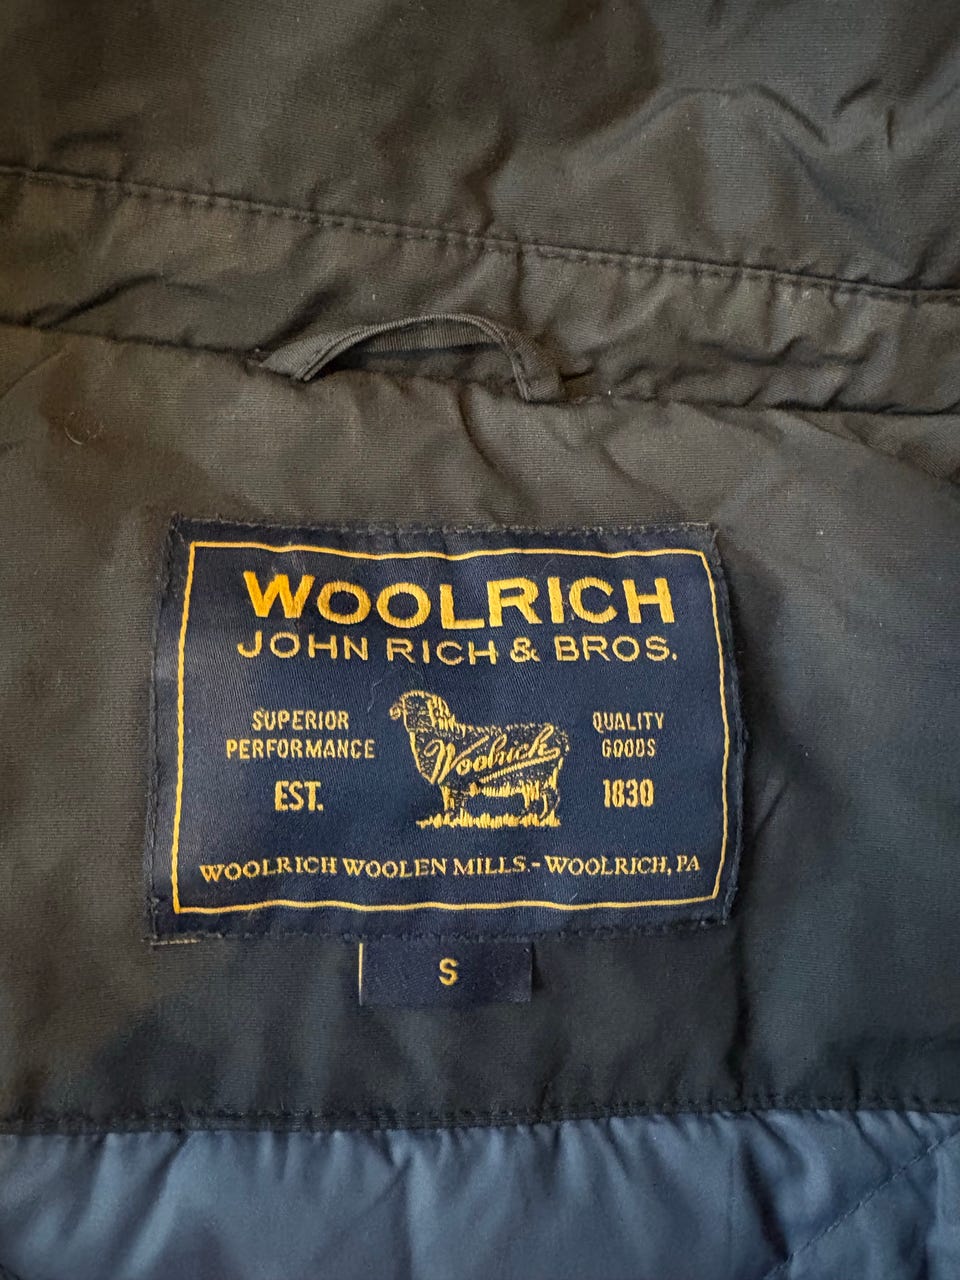 WOOLRICH
JOHN RICH & BROS.
SUPERIOR
PERFORMANCE
EST.
Woolrich
QUALITY
GOODS
1830
WOOLRICH WOOLEN MILLS.-WOOLRICH, PA
S